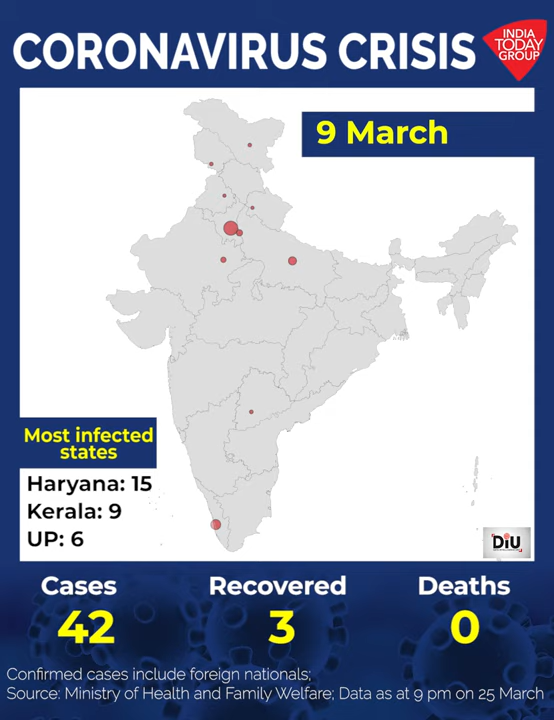 CORONAVIRUS CRISIS
INDIA
TODAY
GROUP
9 March
Most infected
states
Haryana: 15
Kerala: 9
UP: 6
DiU
Cases
Recovered
Deaths
42
3
0
Confirmed cases include foreign nationals;
Source: Ministry of Health and Family Welfare; Data as at 9 pm on 25 March